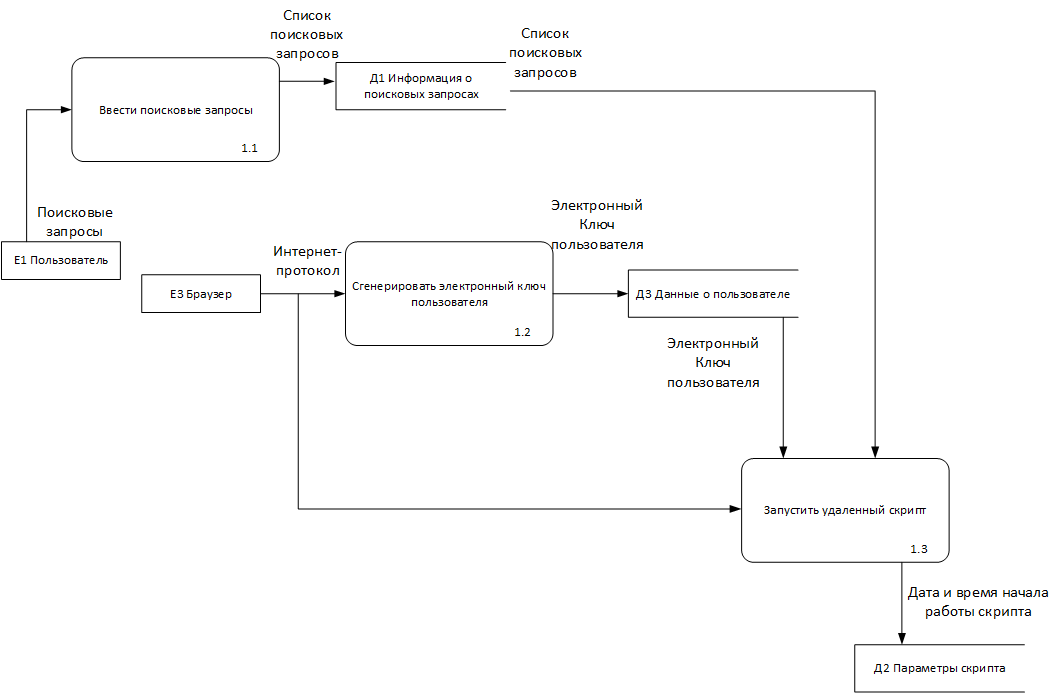 Список
поисковых
запросов
Список
поисковых
запросов
Д1 Информация о
поисковых запросах
Ввести поисковые запросы
1.1
Поисковые
запросы
Е1 Пользователь
Электронный
Ключ
пользователя
Интернет-
протокол
Е3 Браузер
Сгенерировать электронный ключ
пользователя
1.2
Д3 Данные о пользователе
Электронный
Ключ
пользователя
Запустить удаленный скрипт
1.3
Дата и время начала
работы скрипта
Д2 Параметры скрипта